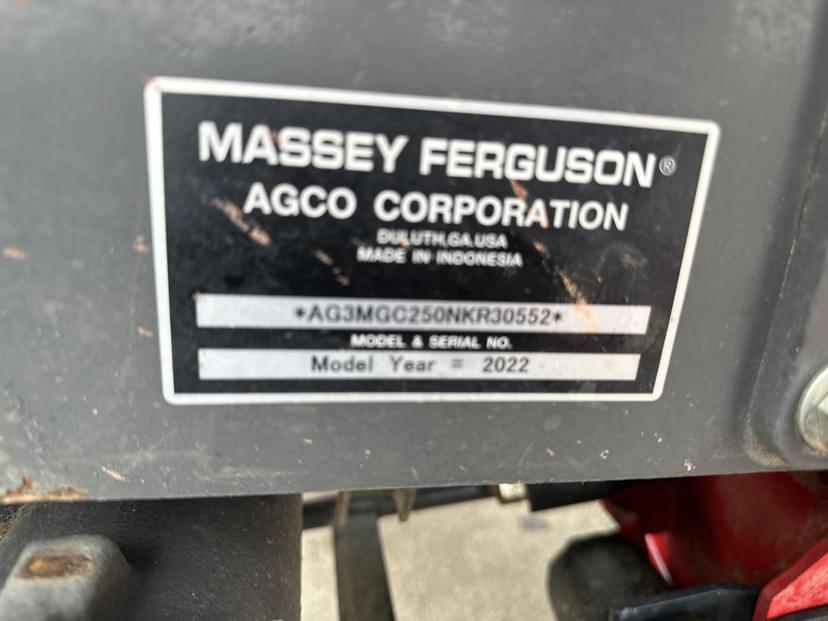 MASSEY FERGUSON®
AGCO CORPORATION
DULUTH,GA.USA
MADE IN INDONESIA
*AG3MGC250NKR30552*
MODEL & SERIAL NO.
Model Year = 2022